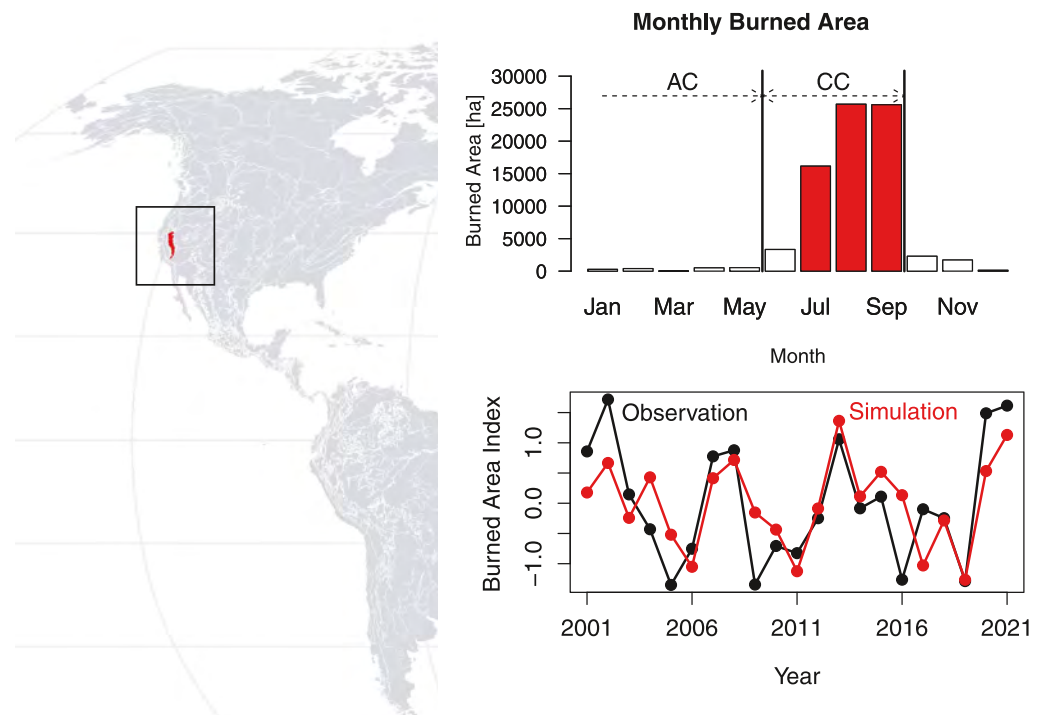 Monthly Burned Area
Burned Area [ha]
30000
25000
20000
15000
10000
5000
0
AC CC
Jan Mar May Jul Sep Nov
Month
Burned Area Index
1.0
0.0
−1.0
Observation Simulation
2001 2006 2011 2016 2021
Year